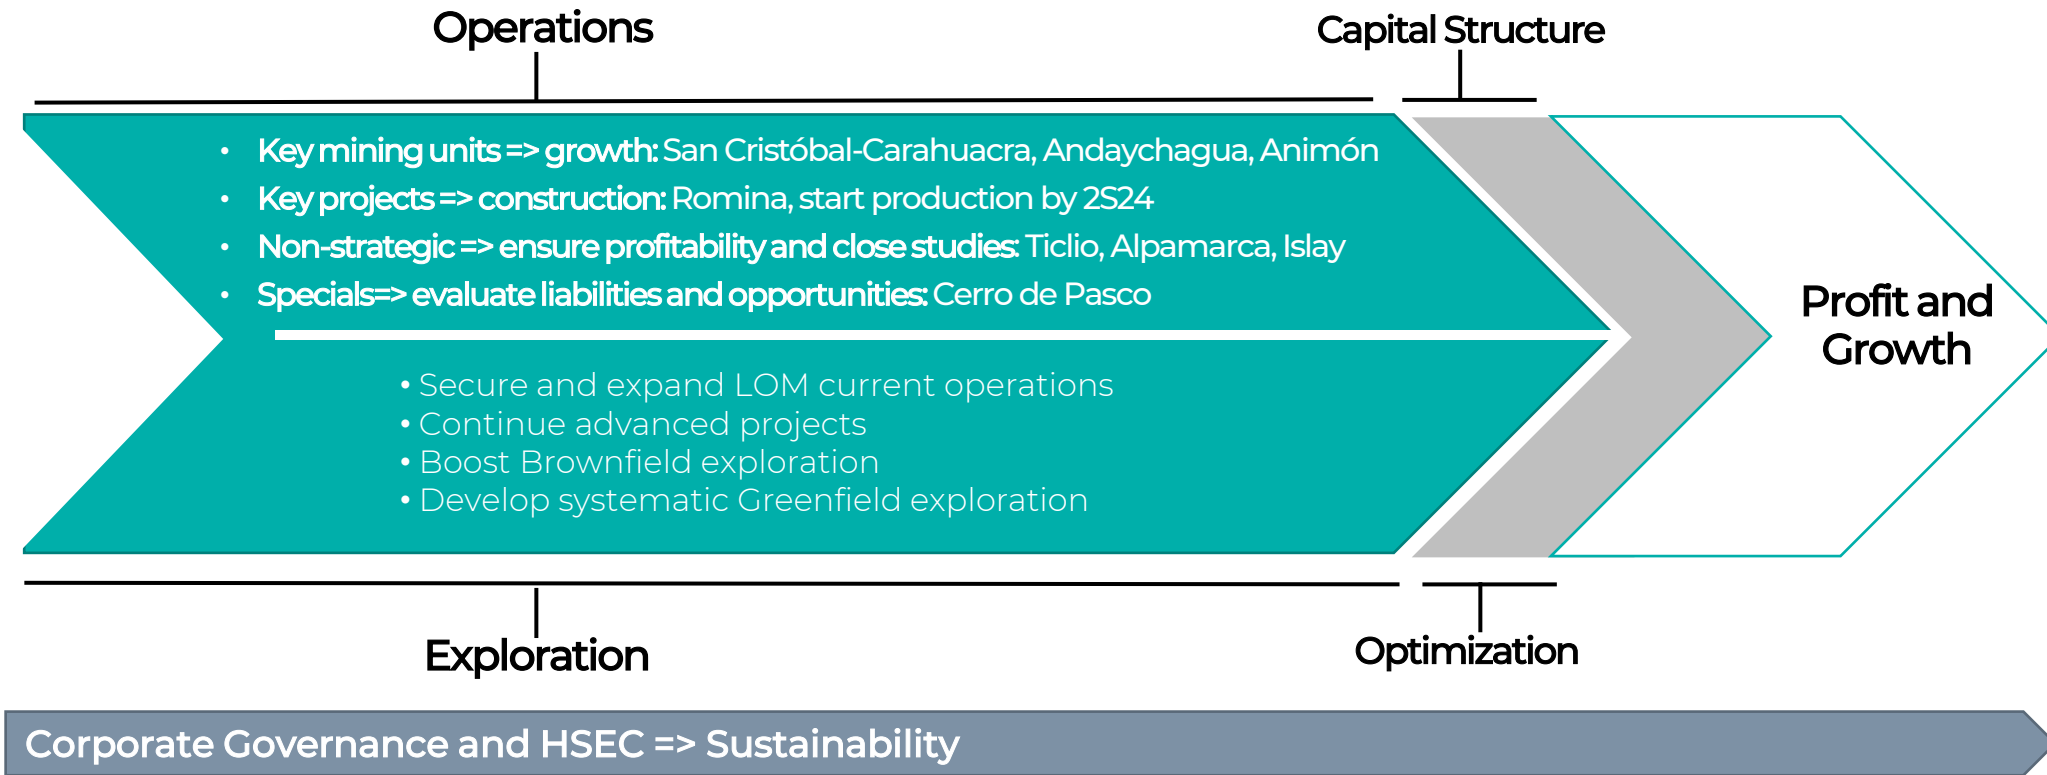 Operations
Capital Structure
• Key mining units => growth: San Cristóbal-Carahuacra, Andaychagua, Animón
• Key projects => construction: Romina, start production by 2S24
• Non-strategic => ensure profitability and close studies: Ticlio, Alpamarca, Islay
• Specials=> evaluate liabilities and opportunities: Cerro de Pasco
Profit and
Growth
• Secure and expand LOM current operations
• Continue advanced projects
• Boost Brownfield exploration
• Develop systematic Greenfield exploration
Exploration
Optimization
Corporate Governance and HSEC => Sustainability